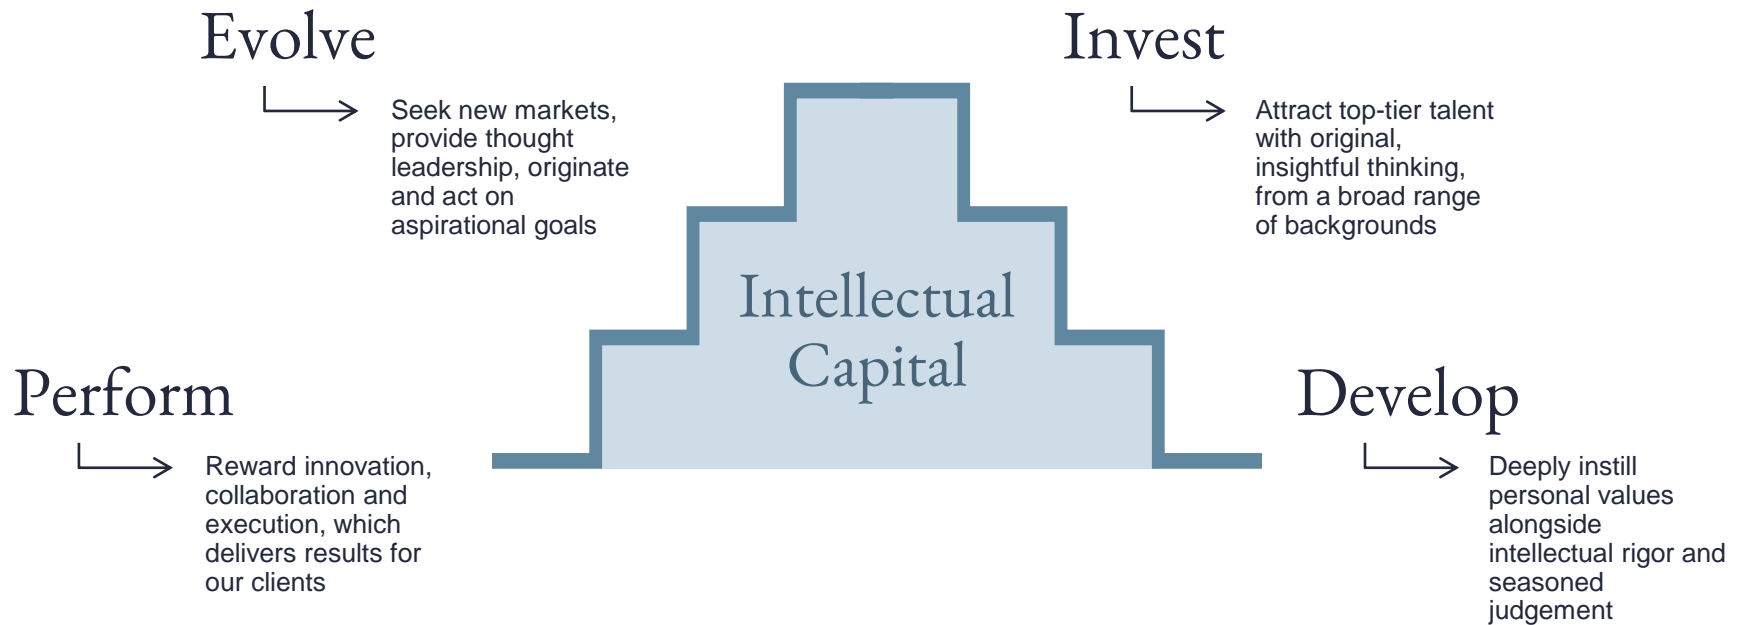 Evolve
Seek new markets,
provide thought
leadership, originate
and act on
aspirational goals
Invest
Attract top-tier talent
with original,
insightful thinking,
from a broad range
of backgrounds
Intellectual
Capital
Perform
Reward innovation,
collaboration and
execution, which
delivers results for
our clients
Develop
Deeply instill
personal values
alongside
intellectual rigor and
seasoned
judgement